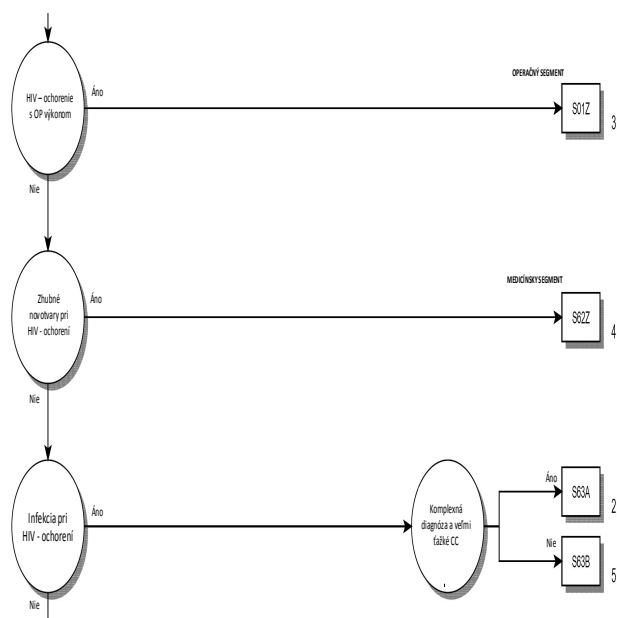 OPERAČNÝ SEGMENT
HIV – ochorenie
s OP výkonom
Áno
S01Z
3
Nie
MEDICÍNSKY SEGMENT
Zhubné
novotvary pri
HIV - ochorení
Áno
S62Z
4
Nie
Infekcia pri
HIV - ochorení
Áno
Komplexná
diagnóza a veľmi
ťažké CC
Áno
S63A
2
Nie
S63B
5
Nie